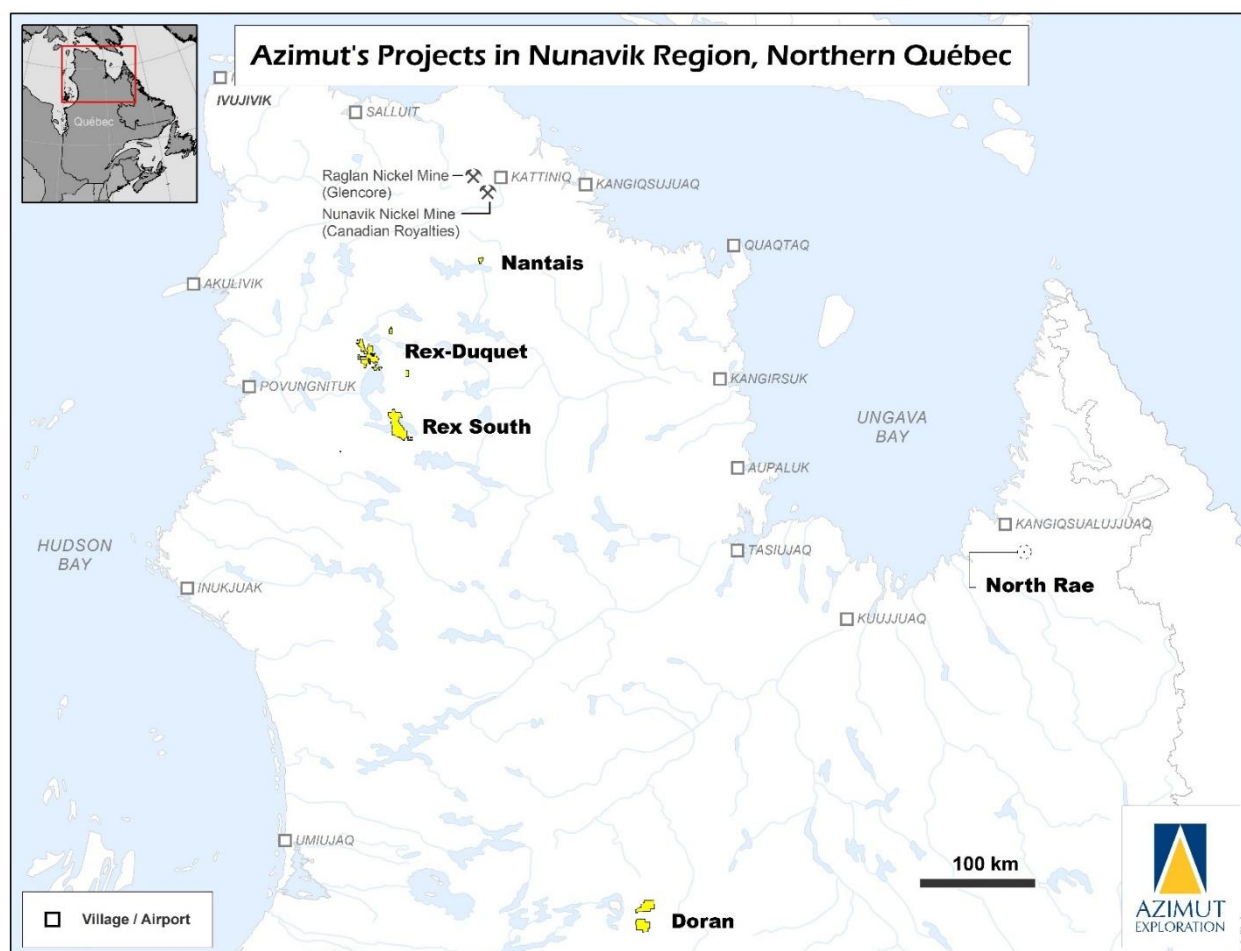 Azimut's Projects in Nunavik Region, Northern Québec
Québec
IVUJIVIK
SALLUIT
Raglan Nickel Mine
(Glencore)
KATTINIQ
KANGIQSUJUAQ
Nunavik Nickel Mine
(Canadian Royalties)
QUAQTAQ
Nantais
AKULIVIK
Rex-Duquet
KANGIRSUK
POVUNGNITUK
UNGAVA
BAY
Rex South
AUPALUK
KANGIQSUALUJJUAQ
HUDSON
BAY
TASIUJAQ
North Rae
INUKJUAK
KUUJJUAQ
UMIUJAQ
100 km
Village / Airport
Doran
AZIMUT
EXPLORATION